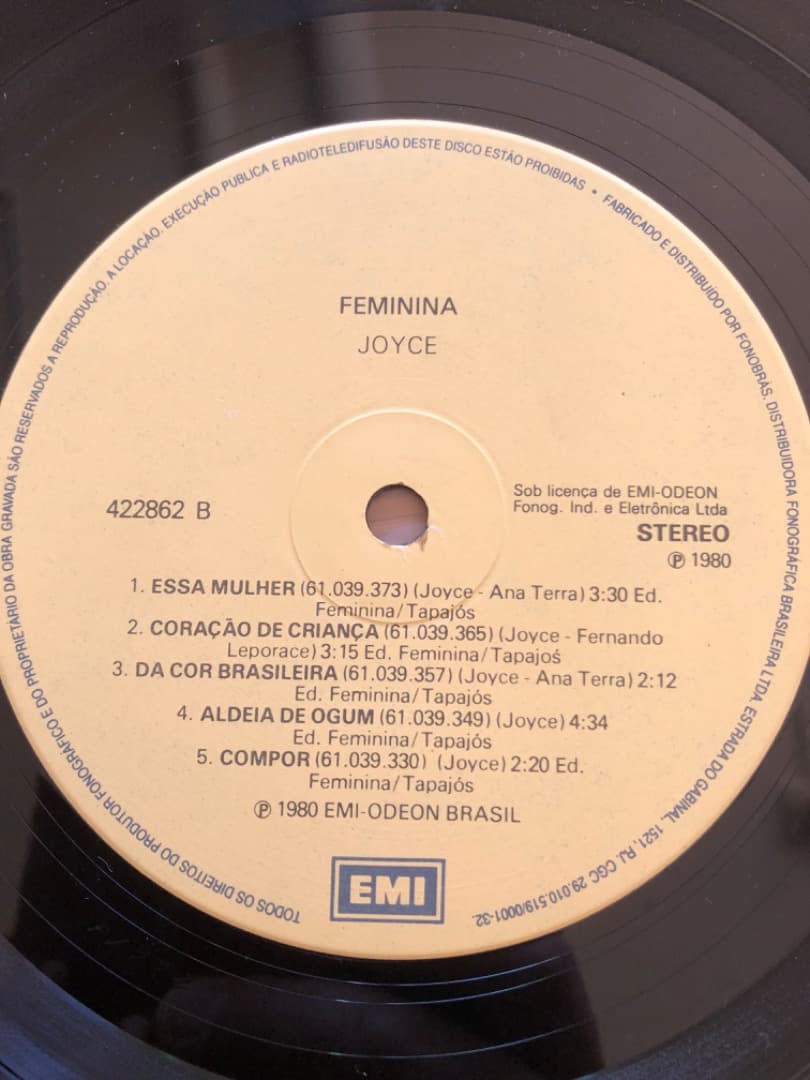 TODOS OS DIREITOS DO PRODUTOR FONOGRÁFICO E DO PROPRIETÁRIO DA OBRA GRAVADA SÃO RESERVADOS A REPRODUÇÃO. A LOCAÇÃO. EXECUÇÃO PUBLICA E RADIOTELEDIFUSÃO DESTE DISCO ESTÃO PROIBIDAS • FABRICADO E DISTRIBUIDO POR FONOBRÁS. DISTRIBUIDORA FONOGRÁFICA BRASILEIRA LTDA. ESTRADA DO GABINAL, 1521, RJ. CGC 29.010.519/0001-32.
FEMININA
JOYCE
422862 B
Sob licença de EMI-ODEON
Fonog. Ind. e Eletrônica Ltda
STEREO
℗ 1980
1. ESSA MULHER (61.039.373) (Joyce - Ana Terra) 3:30 Ed.
Feminina/Tapajós
2. CORAÇÃO DE CRIANÇA (61.039.365) (Joyce - Fernando
Leporace) 3:15 Ed. Feminina/Tapajoś
3. DA COR BRASILEIRA (61.039.357) (Joyce - Ana Terra) 2:12
Ed. Feminina/Tapajós
4. ALDEIA DE OGUM (61.039.349) (Joyce) 4:34
Ed. Feminina/Tapajós
5. COMPOR (61.039.330) (Joyce) 2:20 Ed.
Feminina/Tapajós
℗ 1980 EMI-ODEON BRASIL
EMI